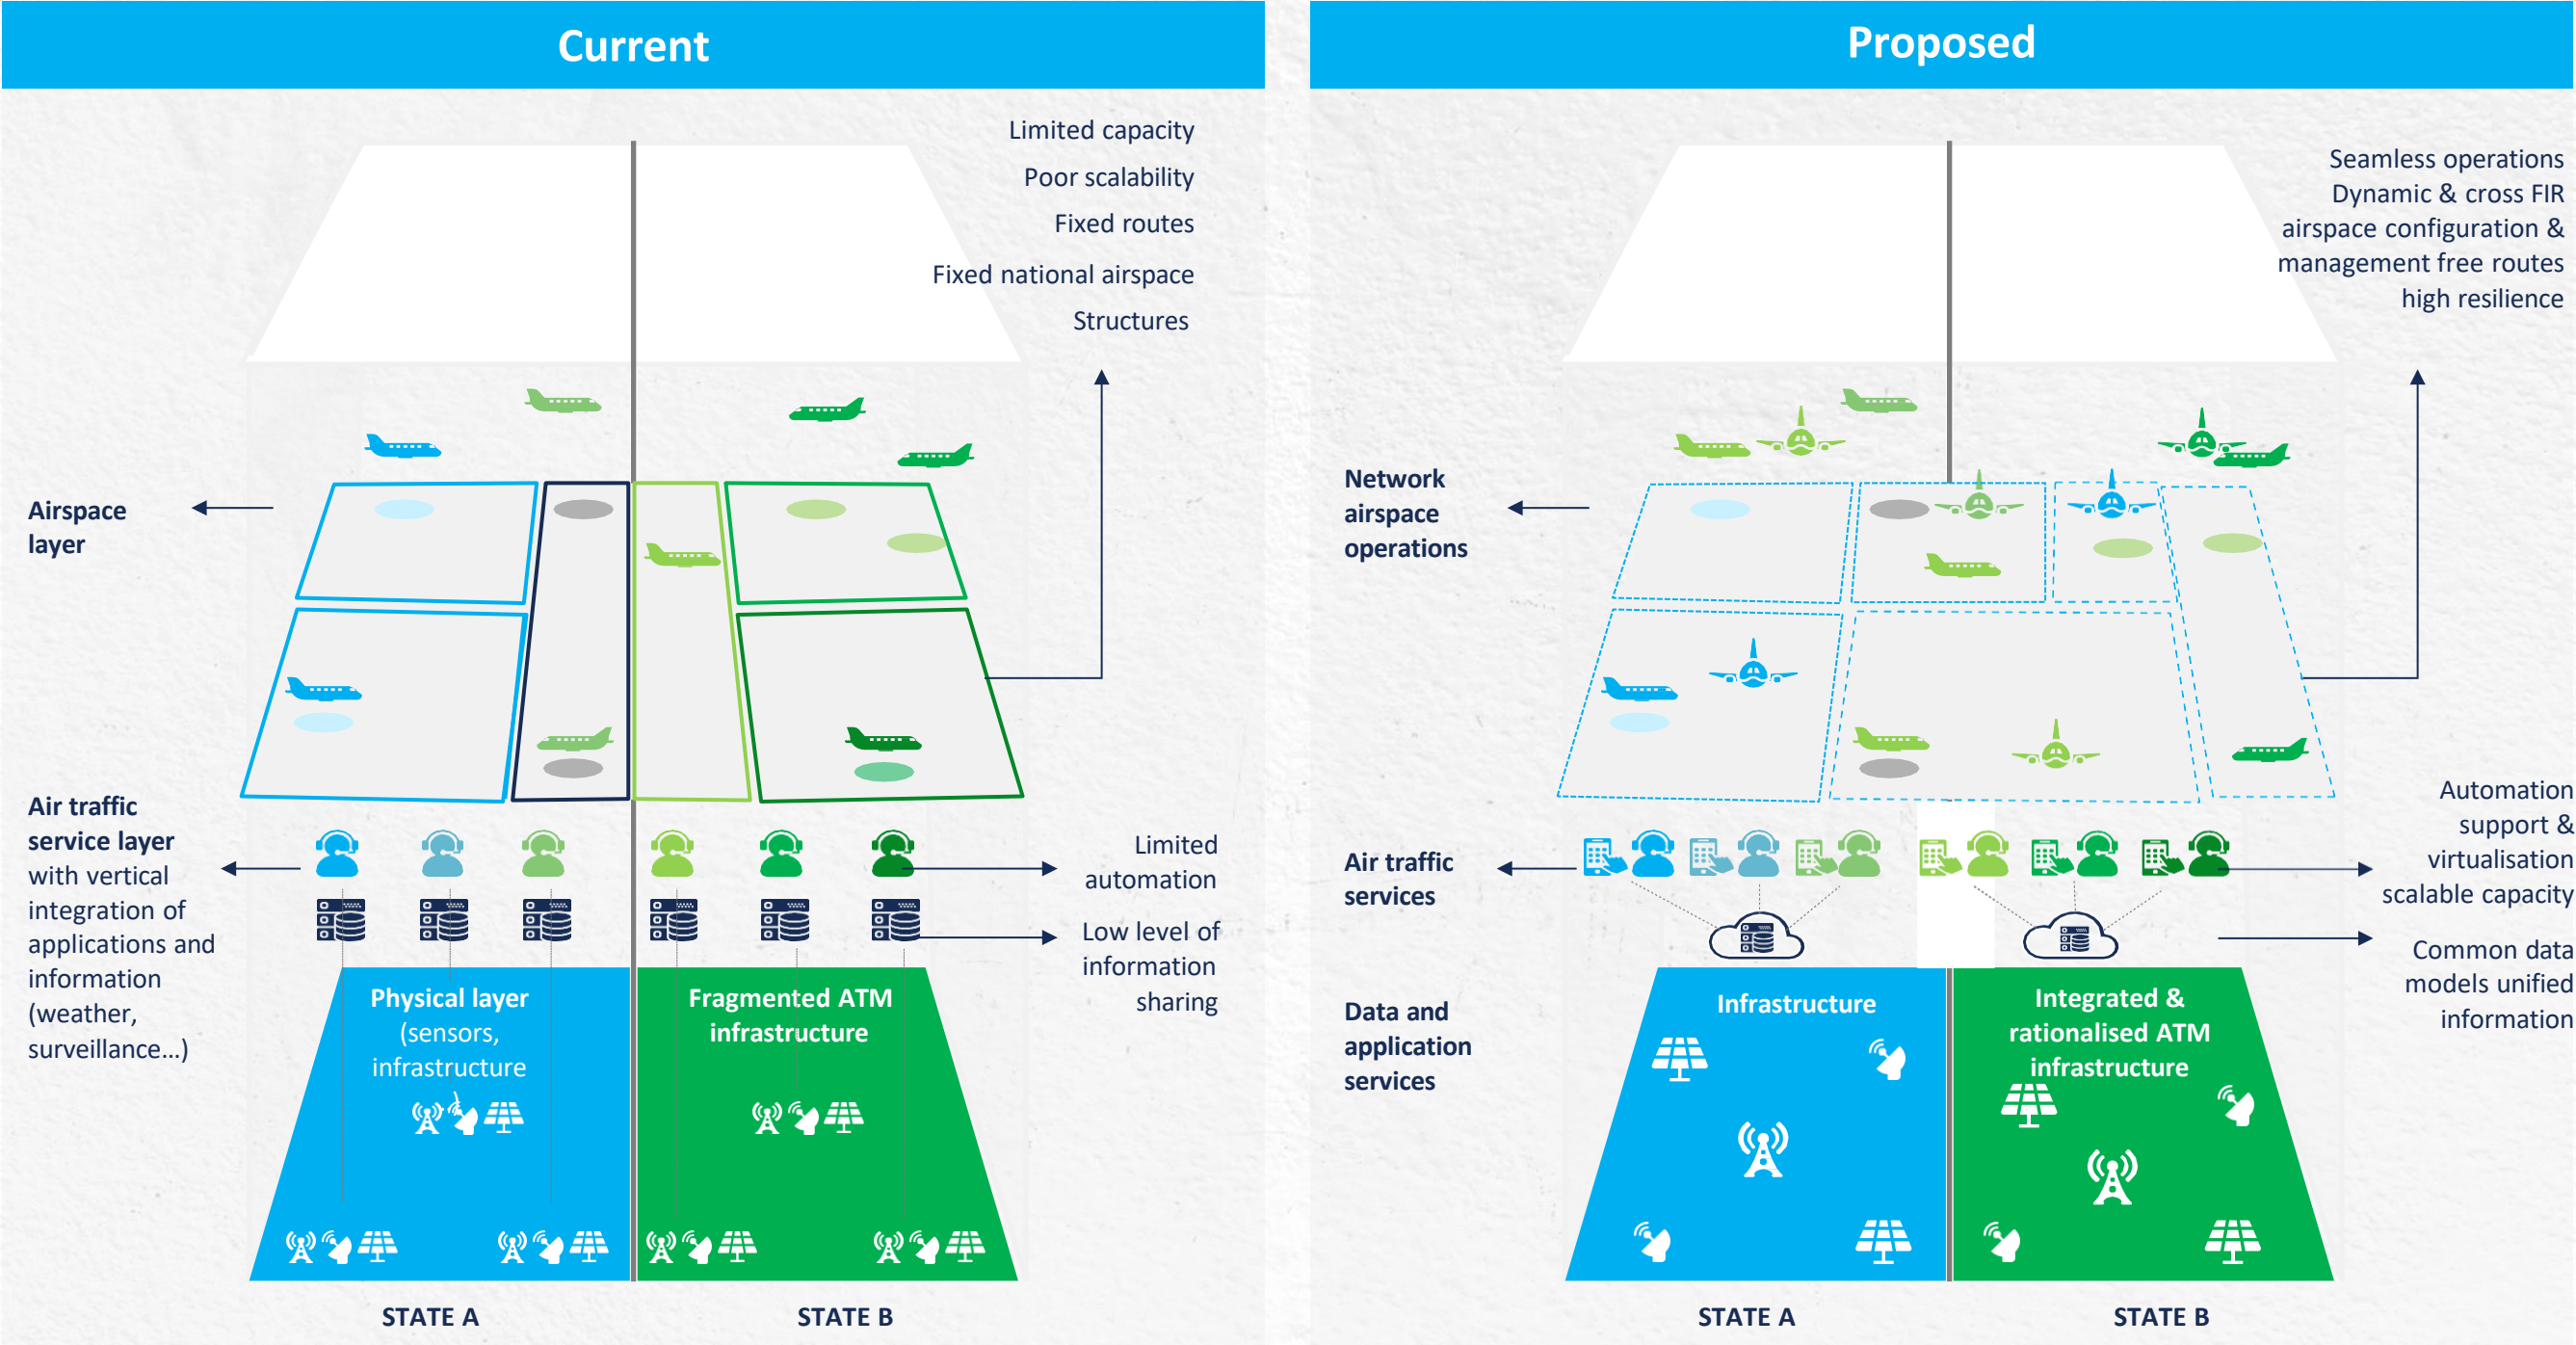 Current
Limited capacity
Poor scalability
Fixed routes
Fixed national airspace
Structures
Airspace
layer
Air traffic
service layer
with vertical
integration of
applications and
information
(weather,
surveillance...)
Limited
automation
Low level of
information
sharing
Physical layer
(sensors,
infrastructure
)
Fragmented ATM
infrastructure
STATE A
STATE B
Proposed
Seamless operations
Dynamic & cross FIR
airspace configuration &
management free routes
high resilience
Network
airspace
operations
Air traffic
services
Automation
support &
virtualisation
scalable capacity
Common data
models unified
information
Data and
application
services
Infrastructure
Integrated &
rationalised ATM
infrastructure
STATE A
STATE B